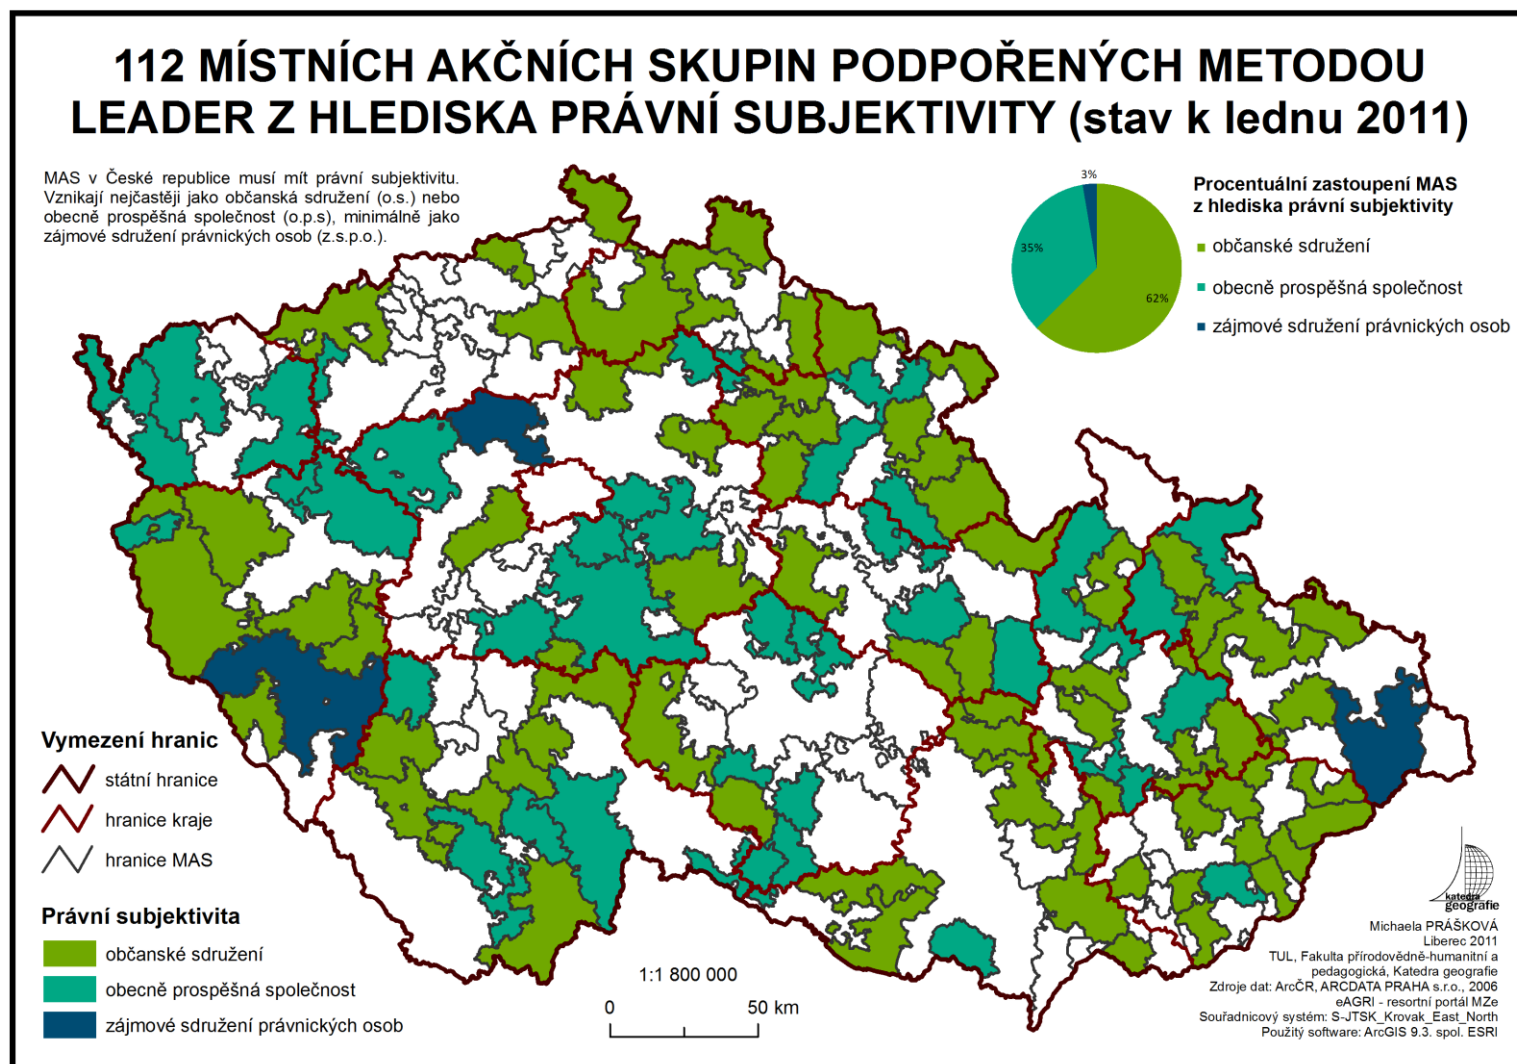 112 MÍSTNÍCH AKČNÍCH SKUPIN PODPOŘENÝCH METODOU
LEADER Z HLEDISKA PRÁVNÍ SUBJEKTIVITY (stav k lednu 2011)
MAS v České republice musí mít právní subjektivitu.
Vznikají nejčastěji jako občanská sdružení (o.s.) nebo
obecně prospěšná společnost (o.p.s), minimálně jako
zájmové sdružení právnických osob (z.s.p.o.).
3%
35%
62%
Procentuální zastoupení MAS
z hlediska právní subjektivity
občanské sdružení
obecně prospěšná společnost
zájmové sdružení právnických osob
Vymezení hranic
státní hranice
hranice kraje
hranice MAS
Právní subjektivita
občanské sdružení
obecně prospěšná společnost
zájmové sdružení právnických osob
1:1 800 000
0 50 km
katedra
geografie
Michaela PRÁŠKOVÁ
Liberec 2011
TUL, Fakulta přírodovědně-humanitní a
pedagogická, Katedra geografie
Zdroje dat: ArcČR, ARCDATA PRAHA s.r.o., 2006
eAGRI - resortní portál MZe
Souřadnicový systém: S-JTSK_Krovak_East_North
Použitý software: ArcGIS 9.3. spol. ESRI